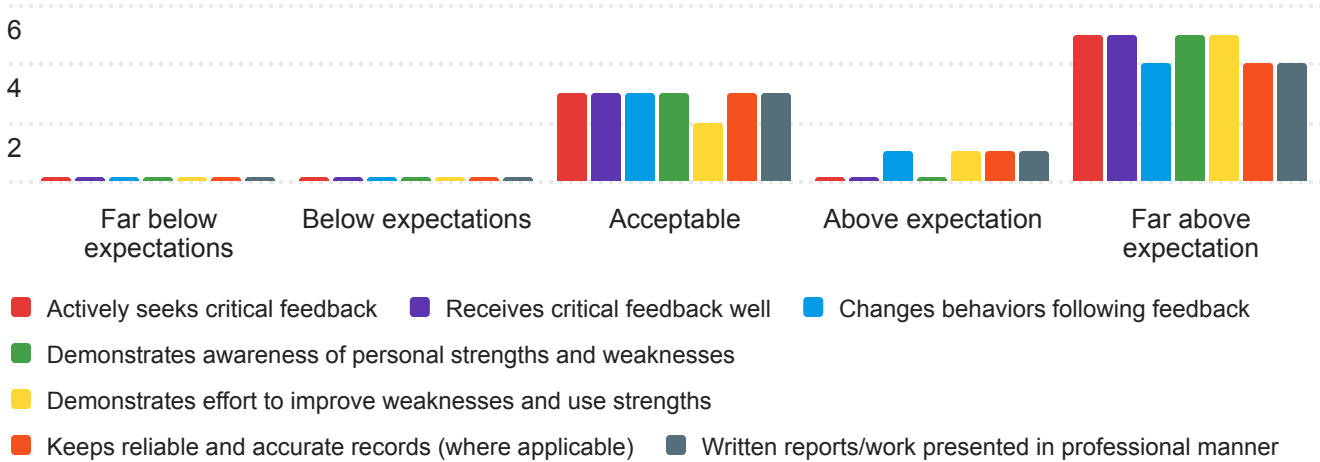 6
4
2
Far below
expectations
Below expectations
Acceptable
Above expectation
Far above
expectation
Actively seeks critical feedback
Receives critical feedback well
Changes behaviors following feedback
Demonstrates awareness of personal strengths and weaknesses
Demonstrates effort to improve weaknesses and use strengths
Keeps reliable and accurate records (where applicable)
Written reports/work presented in professional manner